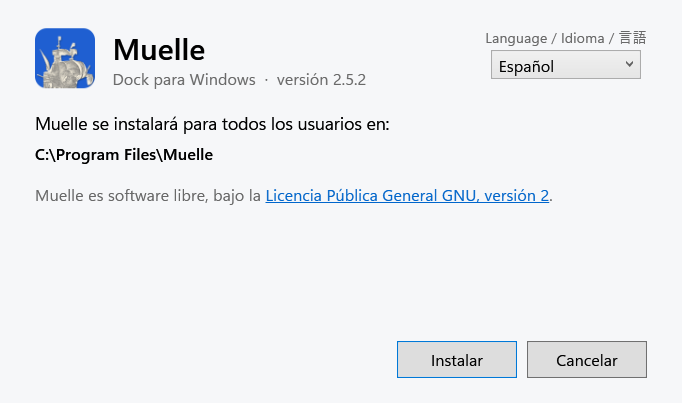 Muelle
Dock para Windows · versión 2.5.2
Language / Idioma / 言語
Español
Muelle se instalará para todos los usuarios en:
C:\Program Files\Muelle
Muelle es software libre, bajo la Licencia Pública General GNU, versión 2.
Instalar
Cancelar